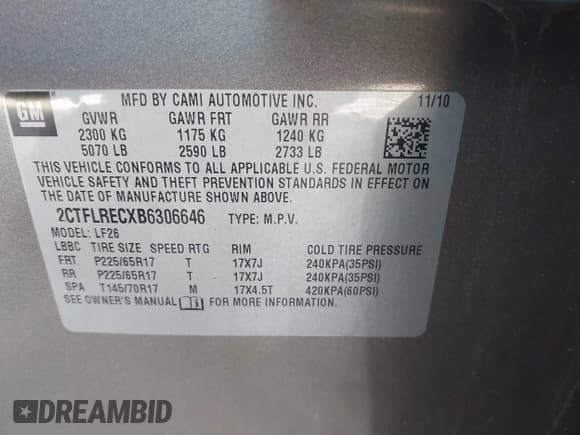 GM
MFD BY CAMI AUTOMOTIVE INC. 11/10
GVWR GAWR FRT GAWR RR
2300 KG 1175 KG 1240 KG
5070 LB 2590 LB 2733 LB
THIS VEHICLE CONFORMS TO ALL APPLICABLE U.S. FEDERAL MOTOR
VEHICLE SAFETY AND THEFT PREVENTION STANDARDS IN EFFECT ON
THE DATE OF MANUFACTURE SHOWN ABOVE.
2CTFLRECXB6306646 TYPE: M.P.V.
MODEL: LF26
LBBC TIRE SIZE SPEED RTG RIM COLD TIRE PRESSURE
FRT P225/65R17 T 17X7J 240KPA(35PSI)
RR P225/65R17 T 17X7J 240KPA(35PSI)
SPA T145/70R17 M 17X4.5T 420KPA(60PSI)
SEE OWNER'S MANUAL FOR MORE INFORMATION.
DREAMBID